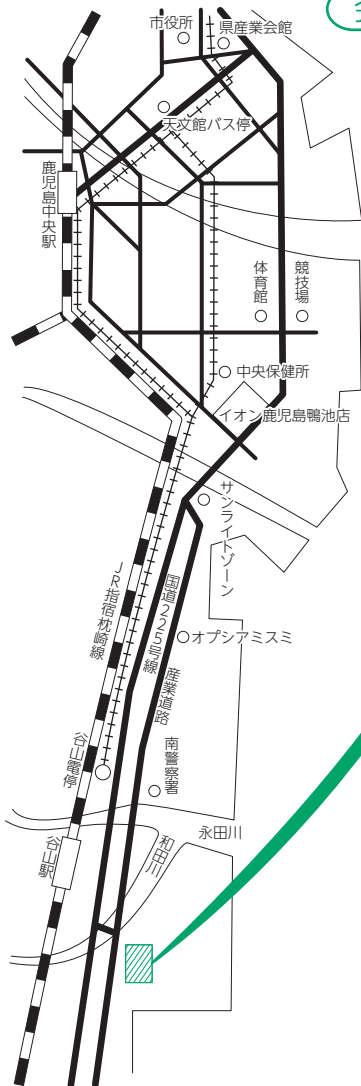 市役所
県産業会館
天文館バス停
鹿児島中央駅
体育館
競技場
中央保健所
イオン鹿児島鴨池店
サンライトゾーン
JR指宿枕崎線
国道225号線
オプシアミスミ
産業道路
谷山電停
南警察署
永田川
和田川
谷山駅